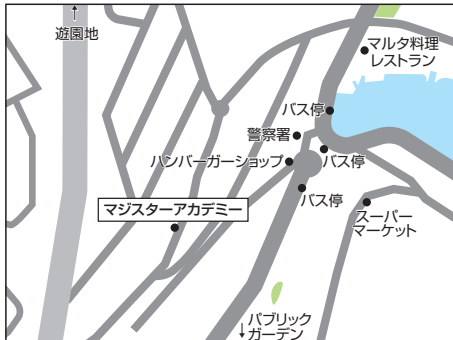 ↑
遊園地
マルタ料理
レストラン
バス停
警察署
ハンバーガーショップ
バス停
マジスターアカデミー
バス停
スーパー
マーケット
パブリック
↓ガーデン